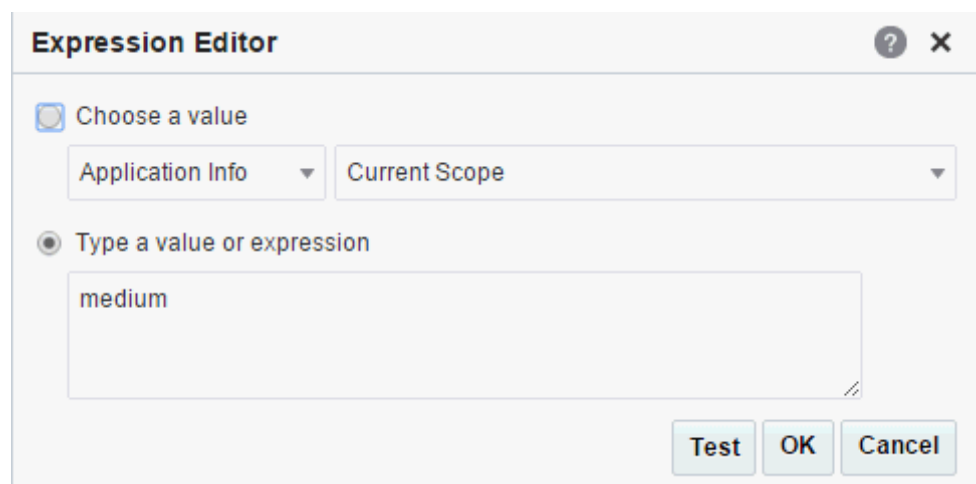 Expression Editor ? ×
Choose a value
Application Info Current Scope
Type a value or expression
medium
Test OK Cancel